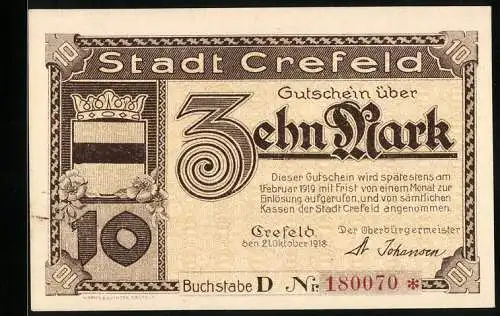 10 10
Stadt Crefeld
Gutschein über
Zehn Mark
Dieser Gutschein wird spätestens am
1. Februar 1919 mit Frist von einem Monat zur
Einlösung aufgerufen, und von sämtlichen
Kassen der Stadt Crefeld angenommen.
Crefeld, Der Oberbürgermeister
den 21. Oktober 1918. Johansen
10
10 10
Buchstabe D Nr. 180070 *